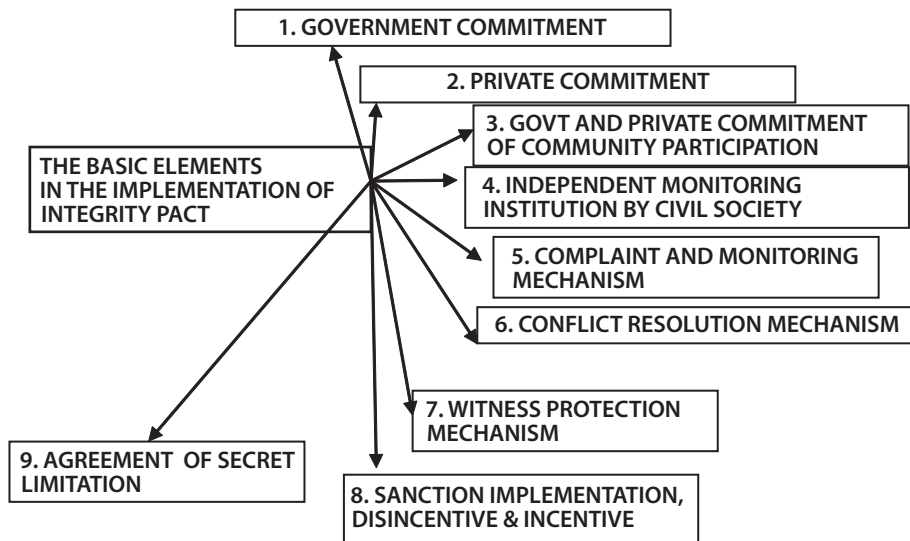 1. GOVERNMENT COMMITMENT
2. PRIVATE COMMITMENT
3. GOVT AND PRIVATE COMMITMENT
OF COMMUNITY PARTICIPATION
THE BASIC ELEMENTS
IN THE IMPLEMENTATION OF
INTEGRITY PACT
4. INDEPENDENT MONITORING
INSTITUTION BY CIVIL SOCIETY
5. COMPLAINT AND MONITORING
MECHANISM
6. CONFLICT RESOLUTION MECHANISM
7. WITNESS PROTECTION
MECHANISM
8. SANCTION IMPLEMENTATION,
DISINCENTIVE & INCENTIVE
9. AGREEMENT OF SECRET
LIMITATION